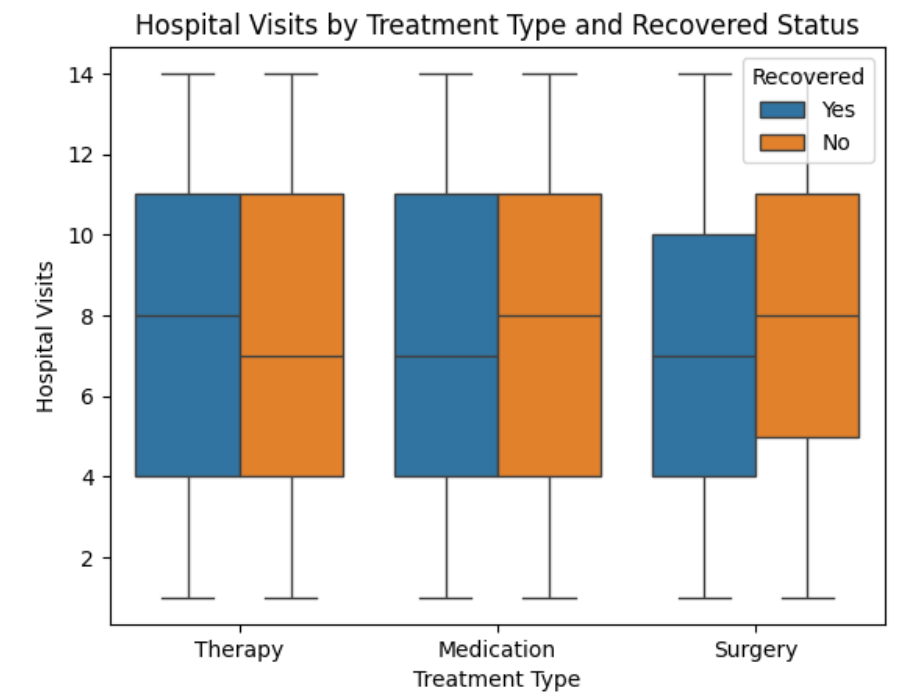 Hospital Visits by Treatment Type and Recovered Status
Recovered
Yes
No
Hospital Visits
14
12
10
8
6
4
2
Therapy Medication Surgery
Treatment Type